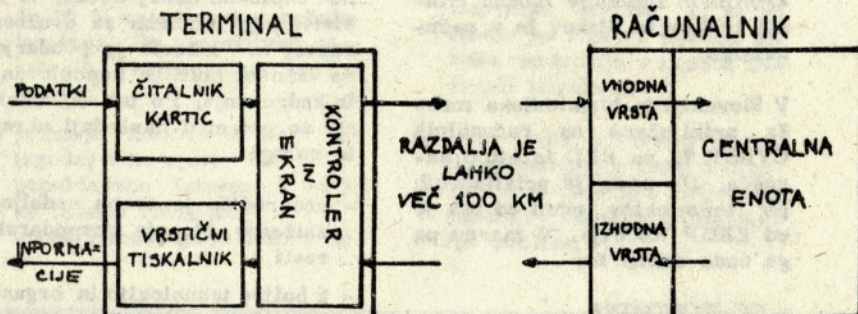 TERMINAL
RAČUNALNIK
PODATKI
ČITALNIK
KARTIC
KONTROLER
IN
EKRAN
VRSTIČNI
TISKALNIK
INFORMA=
CIJE
RAZDALJA JE
LAHKO
VEČ 100 KM
VHODNA
VRSTA
IZHODNA
VRSTA
CENTRALNA
ENOTA